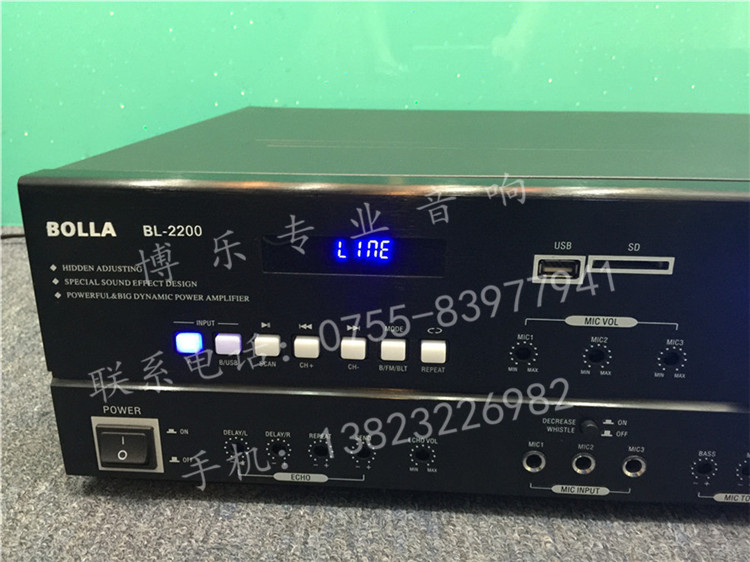 BOLLA BL-2200
LINE
USB SD
博乐专业音响
HIDDEN ADJUSTING
SPECIAL SOUND EFFECT DESIGN
POWERFUL&BIG DYNAMIC POWER AMPLIFIER
联系电话：0755-83977941
MIC VOL
INPUT MODE
MIC1 MIC2 MIC3
MIN MAX MIN MAX MIN MAX
B/USB SCAN CH+ CH- B/FM/BLT REPEAT
手机：13823226982
POWER
ON
OFF
DELAY/L DELAY/R REPEAT ECHO VOL
ECHO
DECREASE WHISTLE
ON
OFF
MIC1 MIC2 MIC3
MIC INPUT
BASS
MIC TO